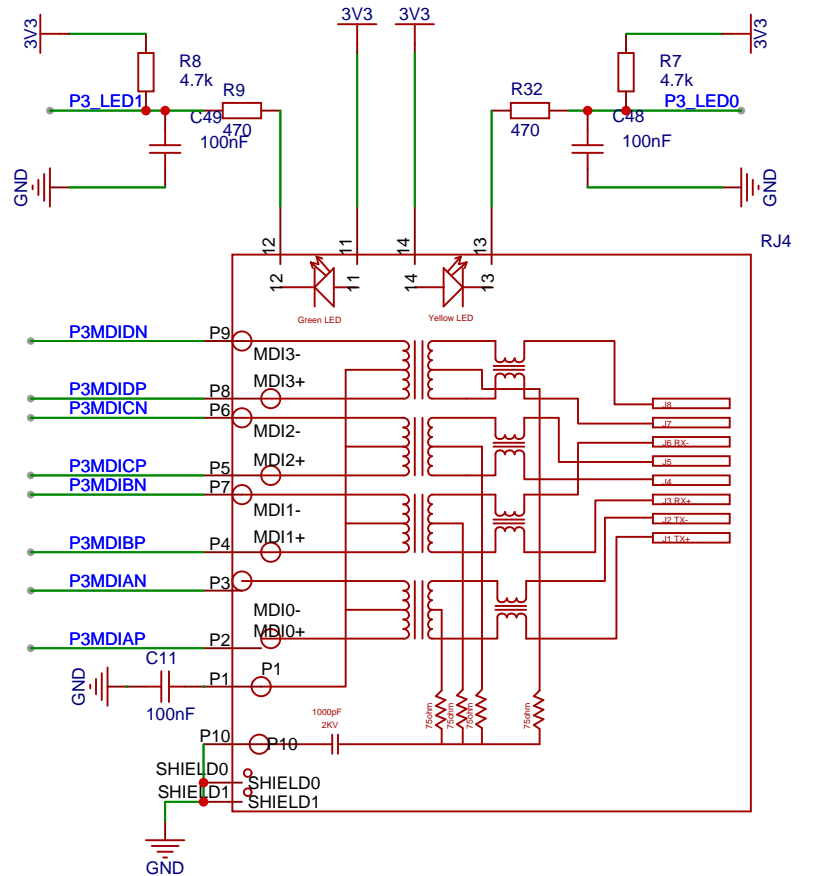 3V3
3V3
3V3
3V3
R8
4.7k
R9
470
P3_LED1
C49
100nF
GND
R32
470
R7
4.7k
P3_LED0
C48
100nF
GND
RJ4
12
11
14
13
12
11
14
13
Green LED
Yellow LED
P3MDIDN
P9
MDI3-
P3MDIDP
P8
MDI3+
P3MDICN
P6
MDI2-
P3MDICP
P5
MDI2+
P3MDIBN
P7
MDI1-
P3MDIBP
P4
MDI1+
P3MDIAN
P3
MDI0-
P3MDIAP
P2
MDI0+
J8
J7
J6 RX-
J5
J4
J3 RX+
J2 TX-
J1 TX+
C11
100nF
GND
P1
P1
1000pF
2KV
75ohm
75ohm
75ohm
75ohm
P10
P10
SHIELD0
SHIELD0
SHIELD1
SHIELD1
GND